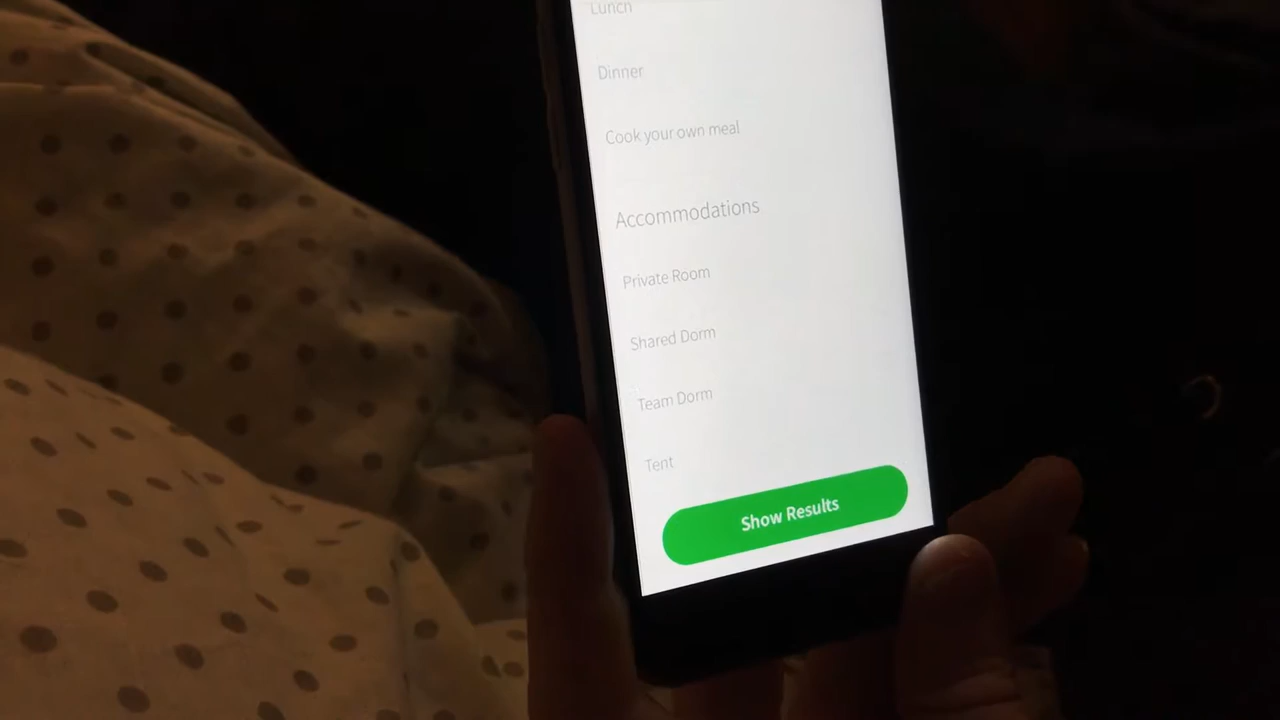 Lunch
Dinner
Cook your own meal
Accommodations
Private Room
Shared Dorm
Team Dorm
Tent
Show Results